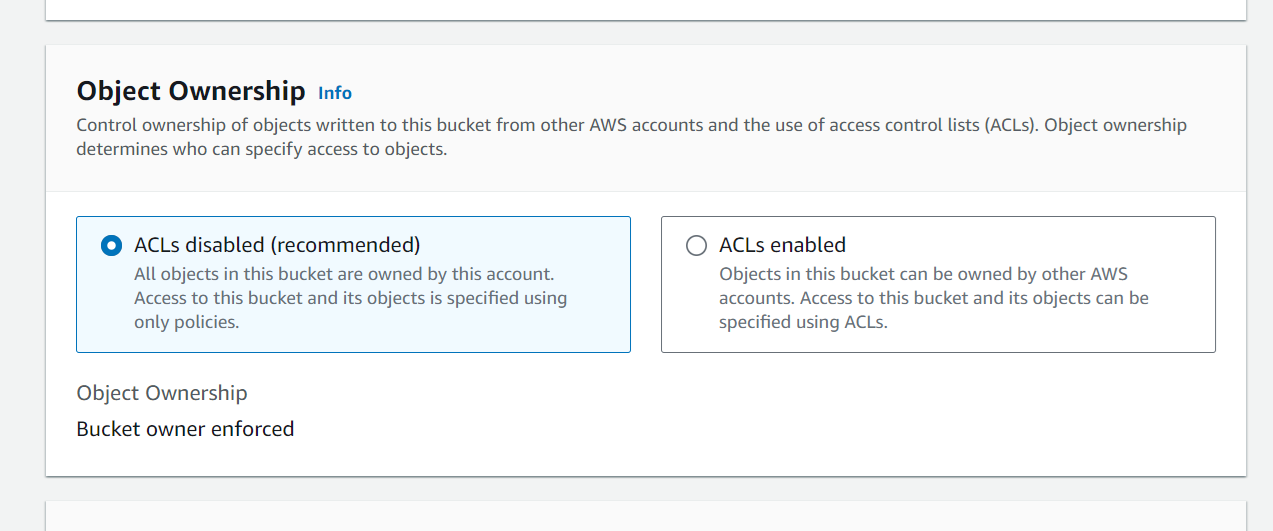 Object Ownership Info
Control ownership of objects written to this bucket from other AWS accounts and the use of access control lists (ACLs). Object ownership
determines who can specify access to objects.
ACLs disabled (recommended)
All objects in this bucket are owned by this account.
Access to this bucket and its objects is specified using
only policies.
ACLs enabled
Objects in this bucket can be owned by other AWS
accounts. Access to this bucket and its objects can be
specified using ACLs.
Object Ownership
Bucket owner enforced